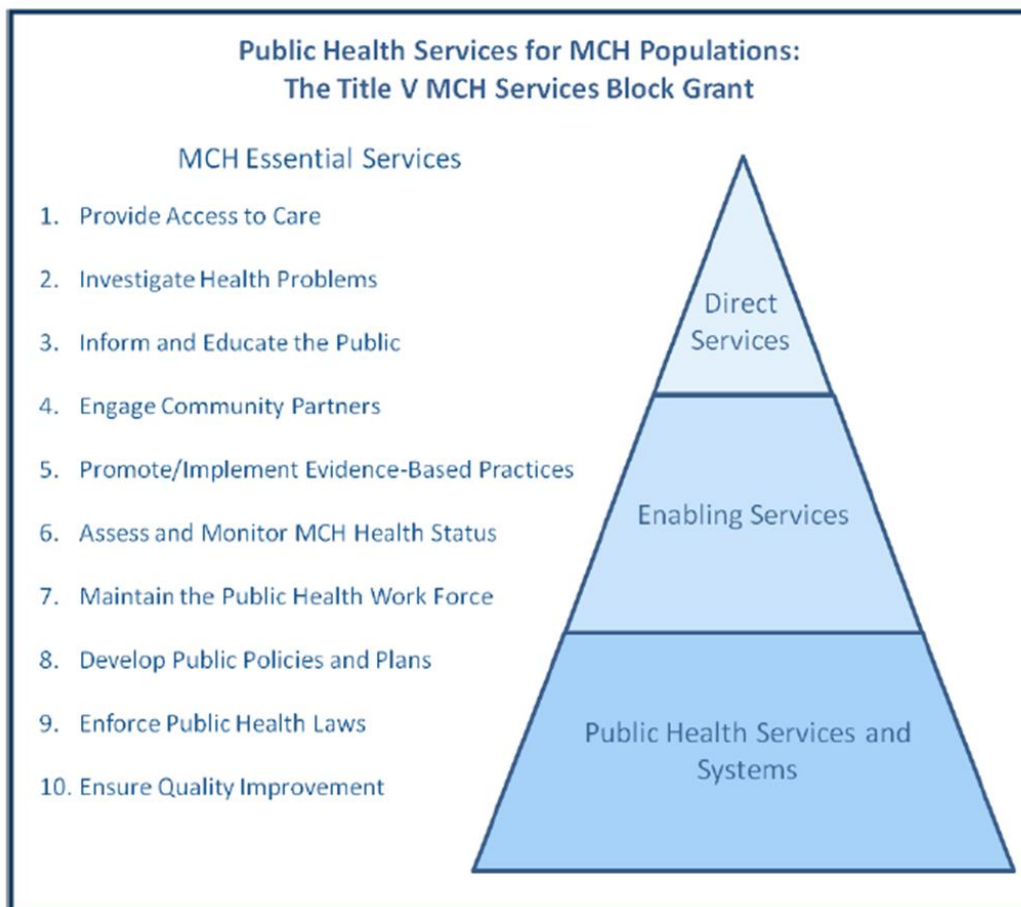 Public Health Services for MCH Populations:
The Title V MCH Services Block Grant
MCH Essential Services
1. Provide Access to Care
2. Investigate Health Problems
3. Inform and Educate the Public
4. Engage Community Partners
5. Promote/Implement Evidence-Based Practices
6. Assess and Monitor MCH Health Status
7. Maintain the Public Health Work Force
8. Develop Public Policies and Plans
9. Enforce Public Health Laws
10. Ensure Quality Improvement
Direct
Services
Enabling Services
Public Health Services and
Systems